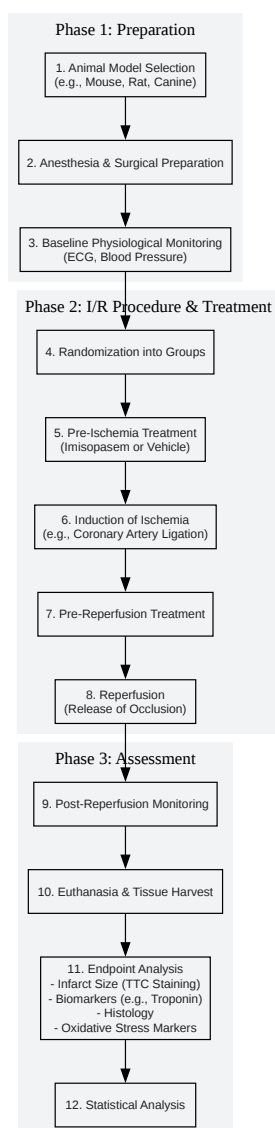 Phase 1: Preparation
1. Animal Model Selection
(e.g., Mouse, Rat, Canine)
2. Anesthesia & Surgical Preparation
3. Baseline Physiological Monitoring
(ECG, Blood Pressure)
Phase 2: I/R Procedure & Treatment
4. Randomization into Groups
5. Pre-Ischemia Treatment
(Imisopasem or Vehicle)
6. Induction of Ischemia
(e.g., Coronary Artery Ligation)
7. Pre-Reperfusion Treatment
8. Reperfusion
(Release of Occlusion)
Phase 3: Assessment
9. Post-Reperfusion Monitoring
10. Euthanasia & Tissue Harvest
11. Endpoint Analysis
- Infarct Size (TTC Staining)
- Biomarkers (e.g., Troponin)
- Histology
- Oxidative Stress Markers
12. Statistical Analysis